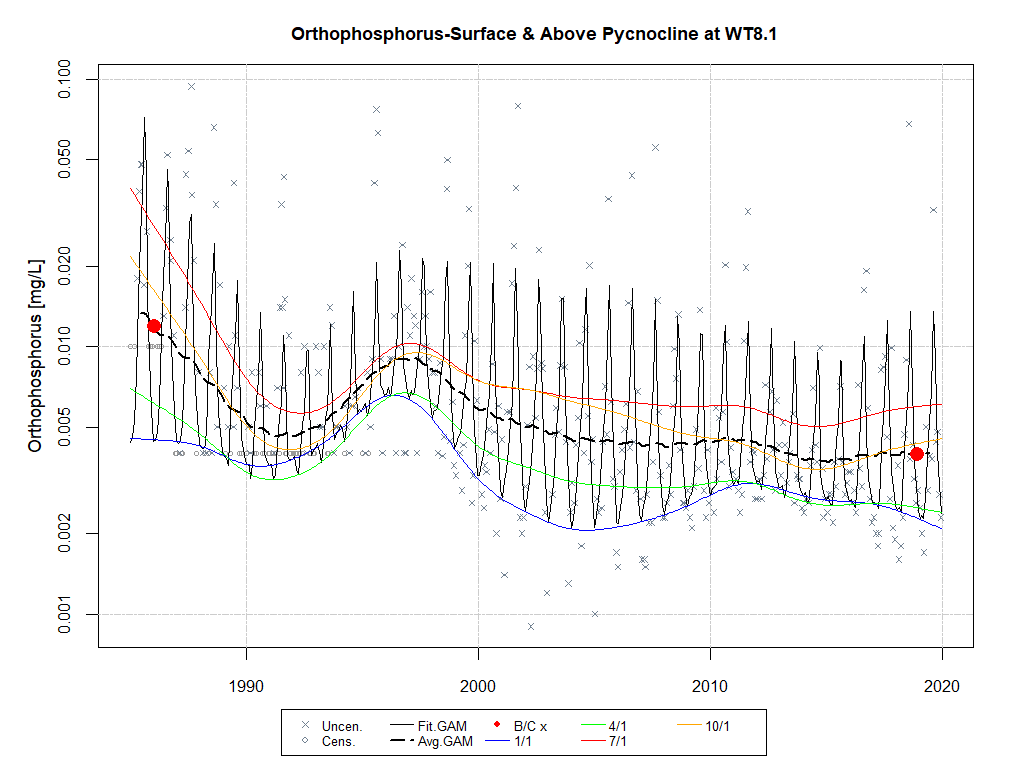 Orthophosphorus-Surface & Above Pycnocline at WT8.1
Orthophosphorus [mg/L]
0.100
0.050
0.020
0.010
0.005
0.002
0.001
1990 2000 2010 2020
Uncen. Fit.GAM B/C x 4/1 10/1
Cens. Avg.GAM 1/1 7/1